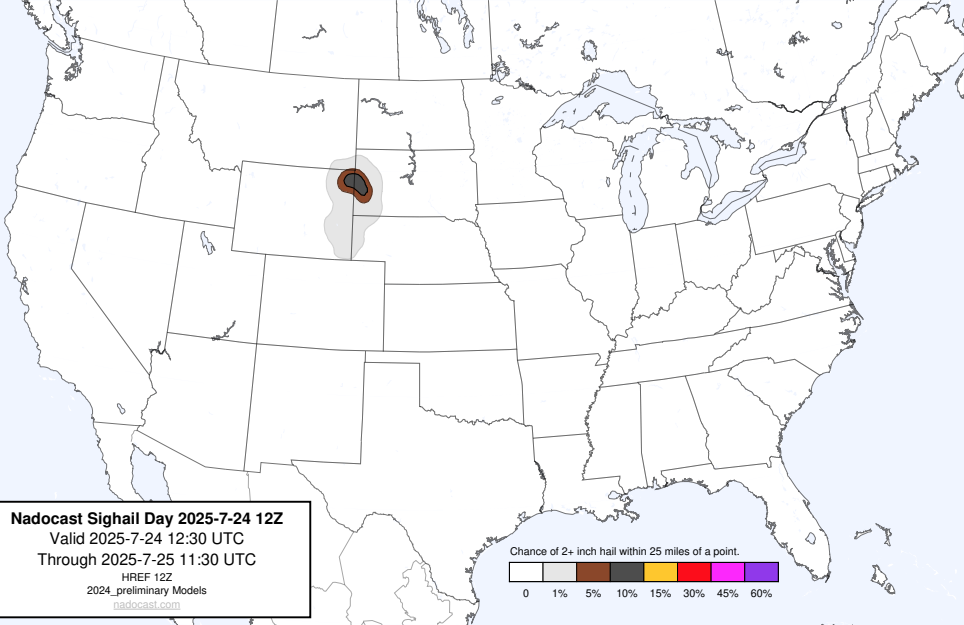 Nadocast Sighail Day 2025-7-24 12Z
Valid 2025-7-24 12:30 UTC
Through 2025-7-25 11:30 UTC
HREF 12Z
2024_preliminary Models
nadocast.com
Chance of 2+ inch hail within 25 miles of a point.
0 1% 5% 10% 15% 30% 45% 60%